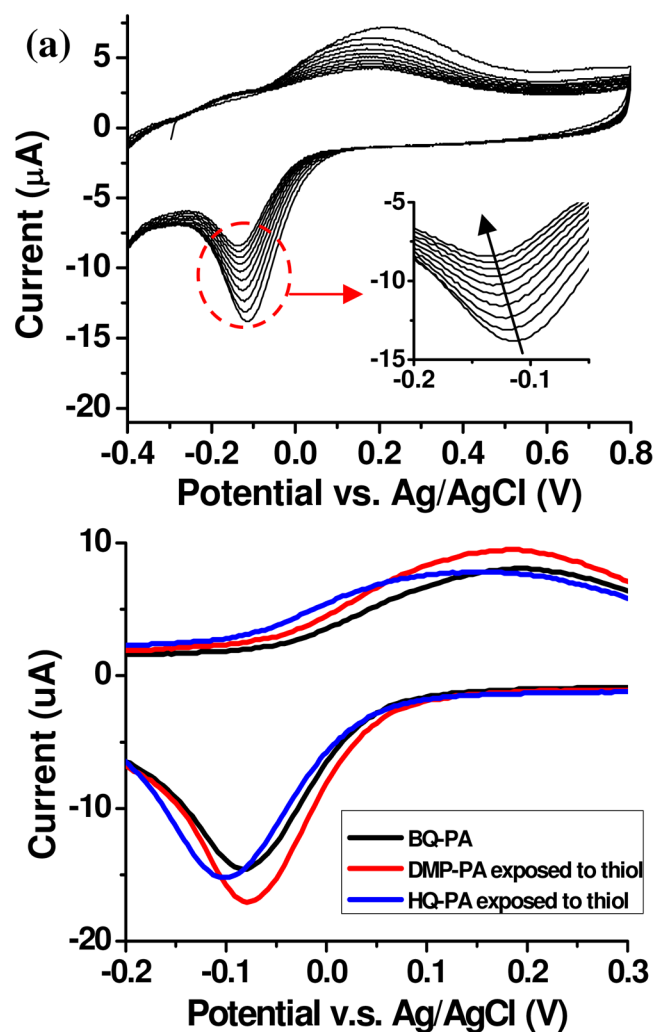 (a)
5
0
-5
-10
-15
-20
Current (μA)
-5
-10
-15
-0.2 -0.1
-0.4 -0.2 0.0 0.2 0.4 0.6 0.8
Potential vs. Ag/AgCl (V)
10
0
-10
-20
Current (uA)
BQ-PA
DMP-PA exposed to thiol
HQ-PA exposed to thiol
-0.2 -0.1 0.0 0.1 0.2 0.3
Potential v.s. Ag/AgCl (V)